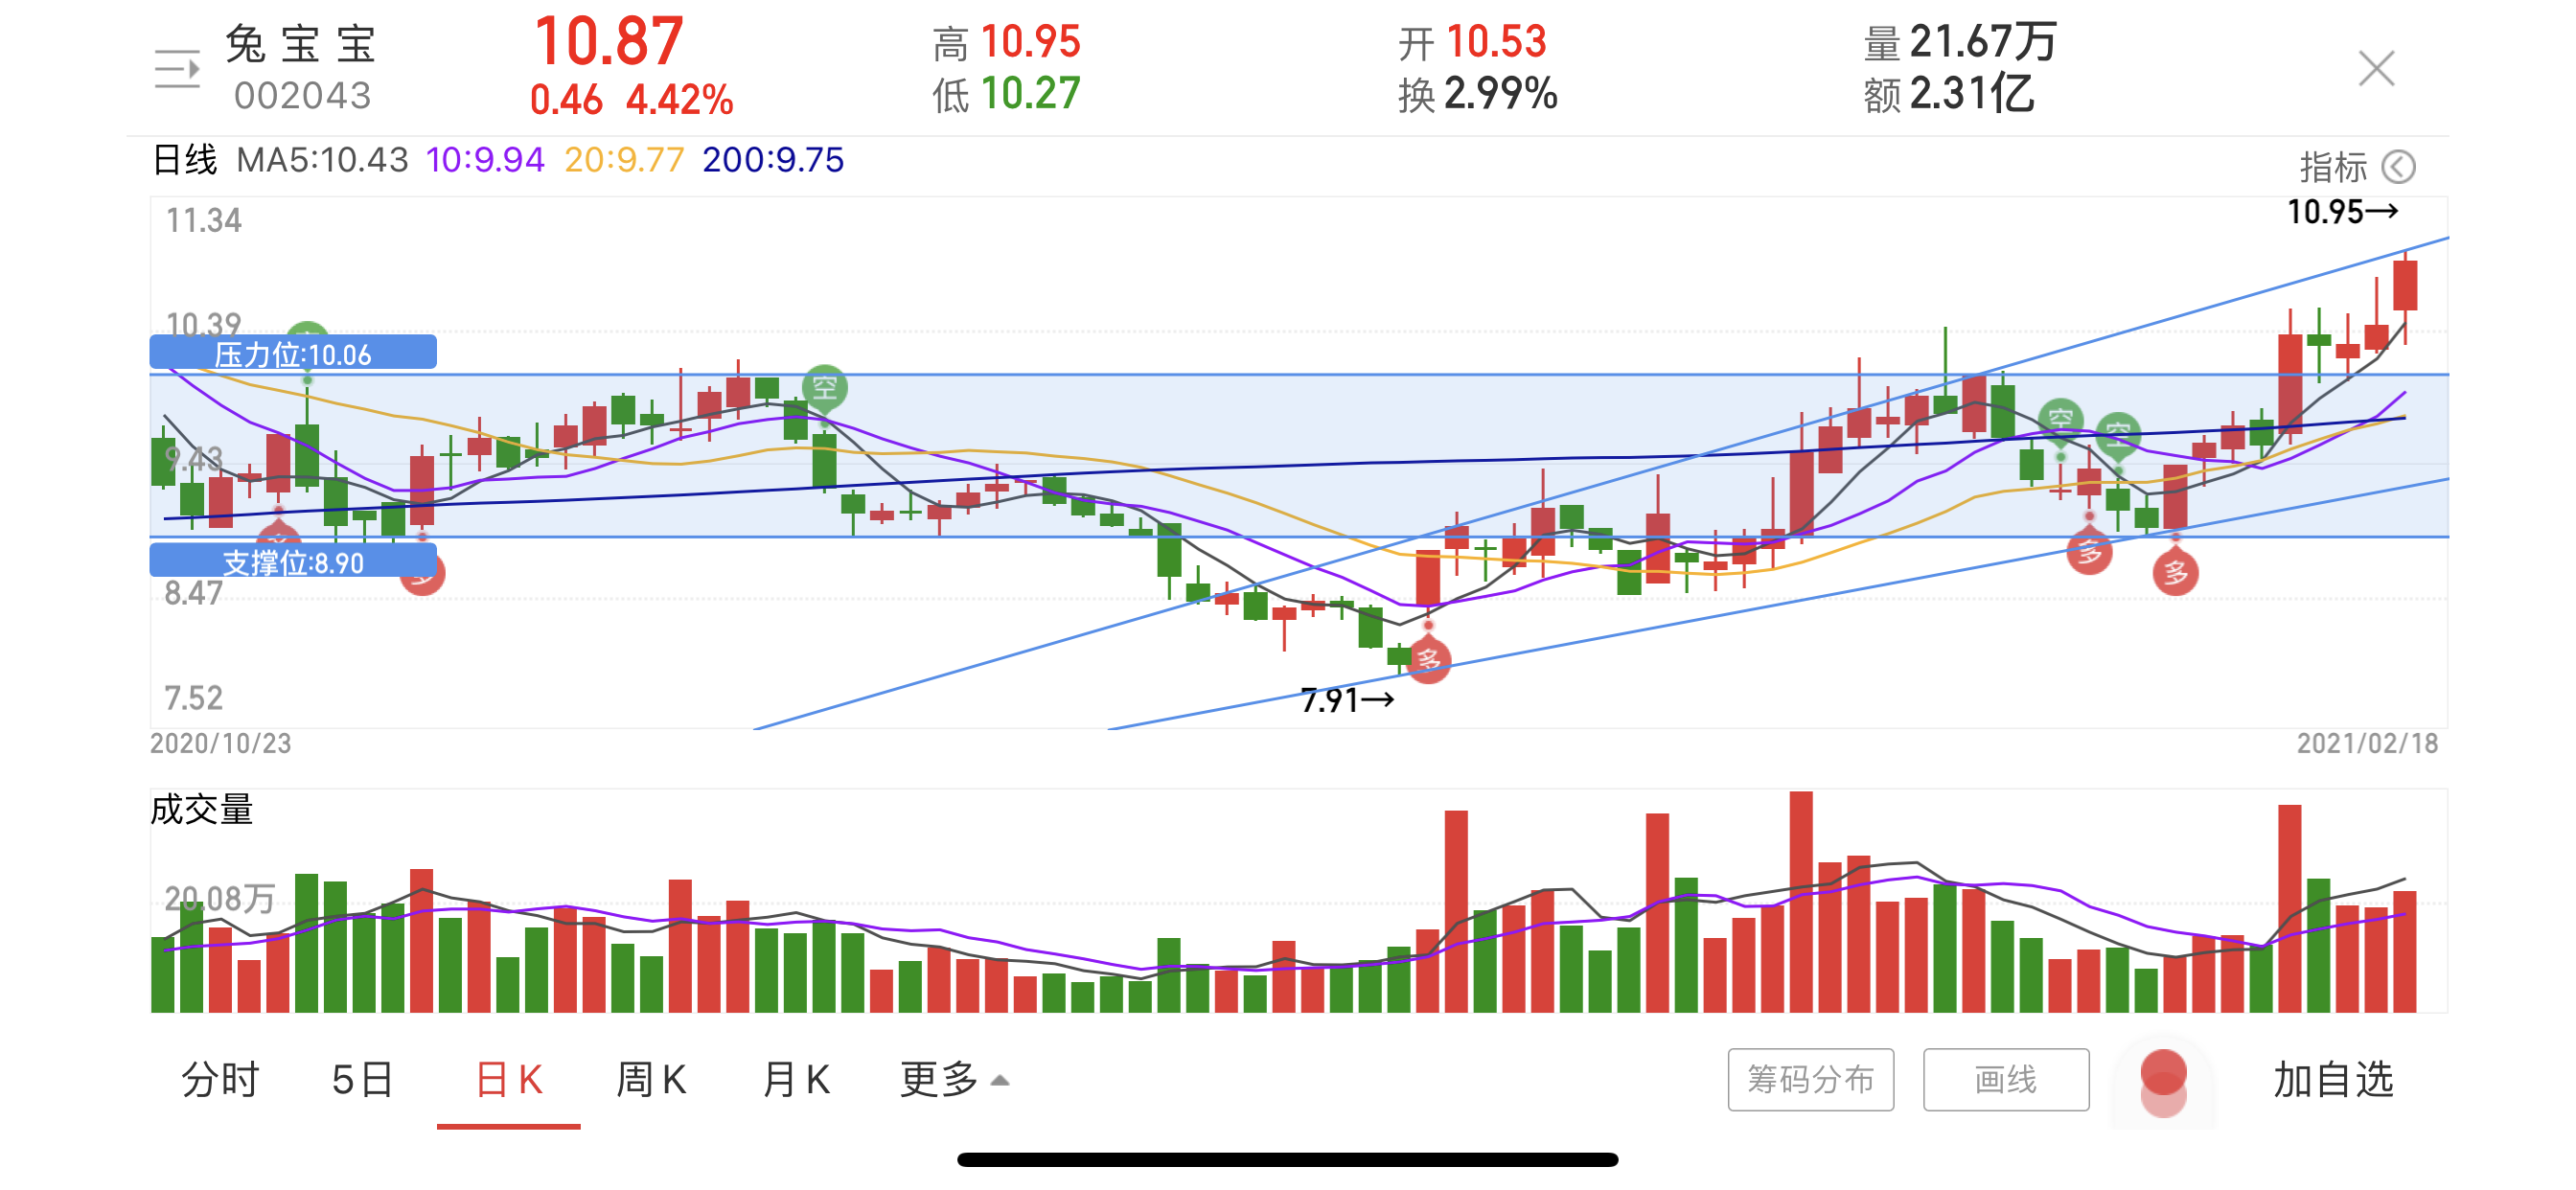 兔宝宝
002043
10.87
0.46 4.42%
高 10.95
低 10.27
开 10.53
换 2.99%
量 21.67万
额 2.31亿
日线 MA5:10.43 10:9.94 20:9.77 200:9.75
指标
10.95→
11.34
10.39
压力位:10.06
空
空
空
9.43
支撑位:8.90
多
多
多
8.47
多
7.91→
7.52
2020/10/23
2021/02/18
成交量
20.08万
分时 5日 日K 周K 月K 更多
筹码分布 画线 加自选